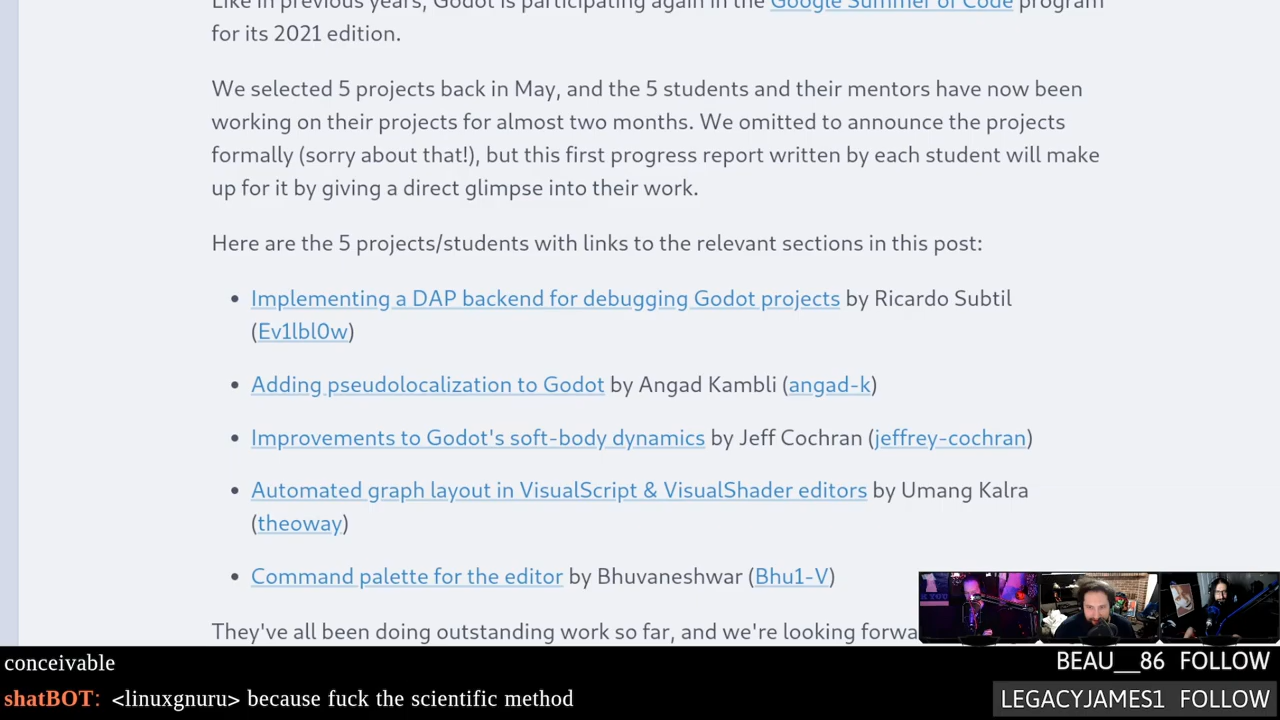 Like in previous years, Godot is participating again in the Google Summer of Code program
for its 2021 edition.
We selected 5 projects back in May, and the 5 students and their mentors have now been
working on their projects for almost two months. We omitted to announce the projects
formally (sorry about that!), but this first progress report written by each student will make
up for it by giving a direct glimpse into their work.
Here are the 5 projects/students with links to the relevant sections in this post:
• Implementing a DAP backend for debugging Godot projects by Ricardo Subtil
(Ev1lbl0w)
• Adding pseudolocalization to Godot by Angad Kambli (angad-k)
• Improvements to Godot's soft-body dynamics by Jeff Cochran (jeffrey-cochran)
• Automated graph layout in VisualScript & VisualShader editors by Umang Kalra
(theoway)
• Command palette for the editor by Bhuvaneshwar (Bhu1-V)
They've all been doing outstanding work so far, and we're looking forwa
conceivable
BEAU__86 FOLLOW
shatBOT: <linuxgnuru> because fuck the scientific method
LEGACYJAMES1 FOLLOW